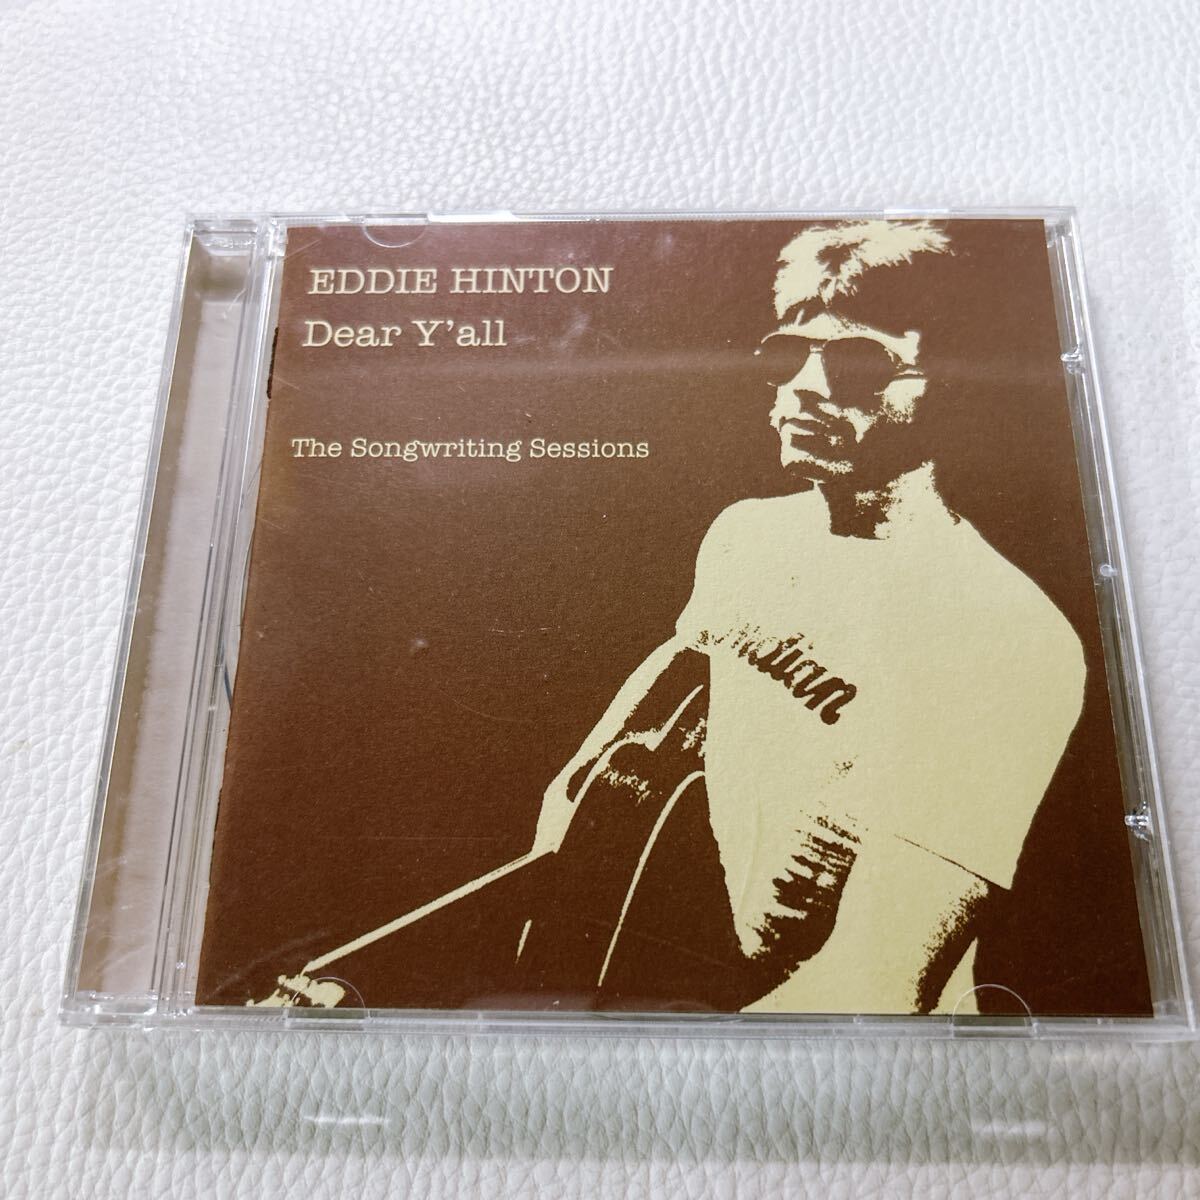 EDDIE HINTON
Dear Y'all
The Songwriting Sessions